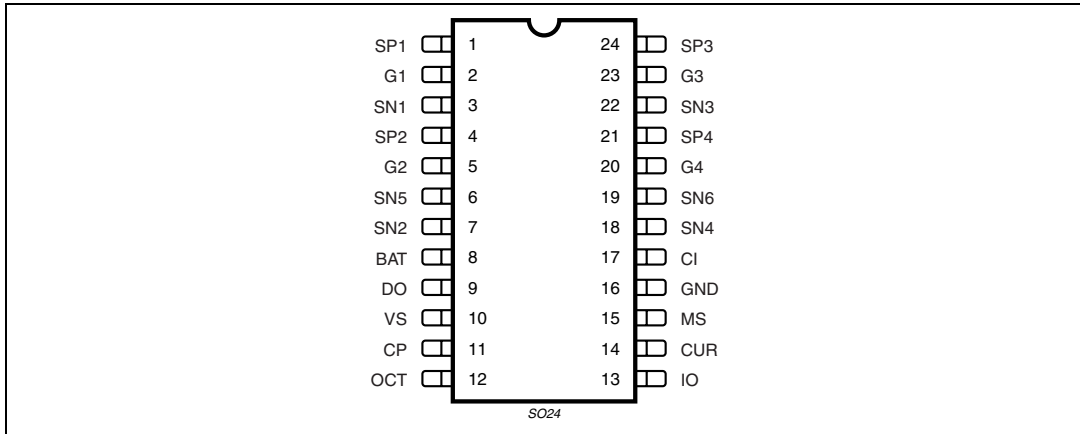 SP1 1 24 SP3
G1 2 23 G3
SN1 3 22 SN3
SP2 4 21 SP4
G2 5 20 G4
SN5 6 19 SN6
SN2 7 18 SN4
BAT 8 17 CI
DO 9 16 GND
VS 10 15 MS
CP 11 14 CUR
OCT 12 13 IO
SO24